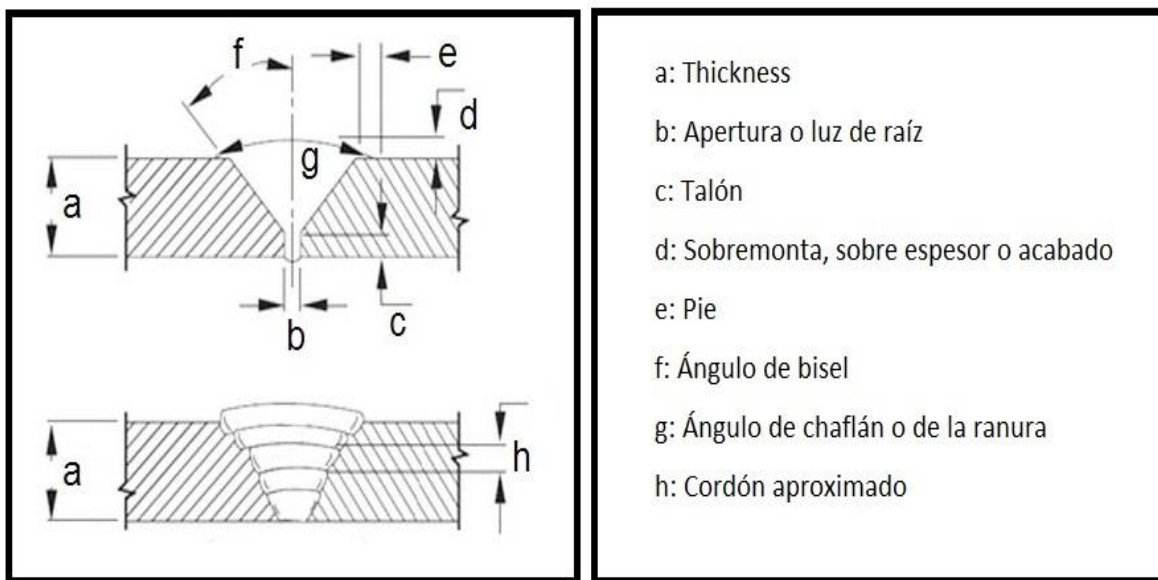 f
e
d
g
a
c
b
a
h
a: Thickness
b: Apertura o luz de raíz
c: Talón
d: Sobremonta, sobre espesor o acabado
e: Pie
f: Ángulo de bisel
g: Ángulo de chaflán o de la ranura
h: Cordón aproximado